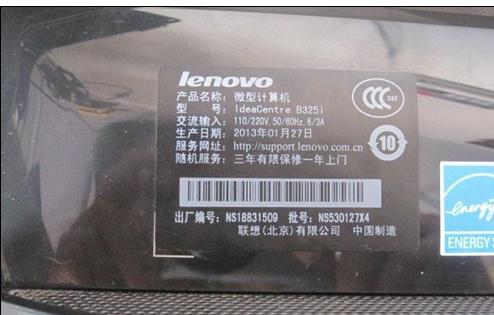 lenovo
产品名称: 微型计算机
型 号: IdeaCentre B325i
交流输入: 110/220V, 50/60Hz, 6/3A
生产日期: 2013年01月27日
服务网址: http://support.lenovo.com.cn
随机服务: 三年有限保修一年上门
CCC S&E
10
出厂编号: NS18831509 批号: NS530127X4
联想(北京)有限公司 中国制造
energy
ENERGY